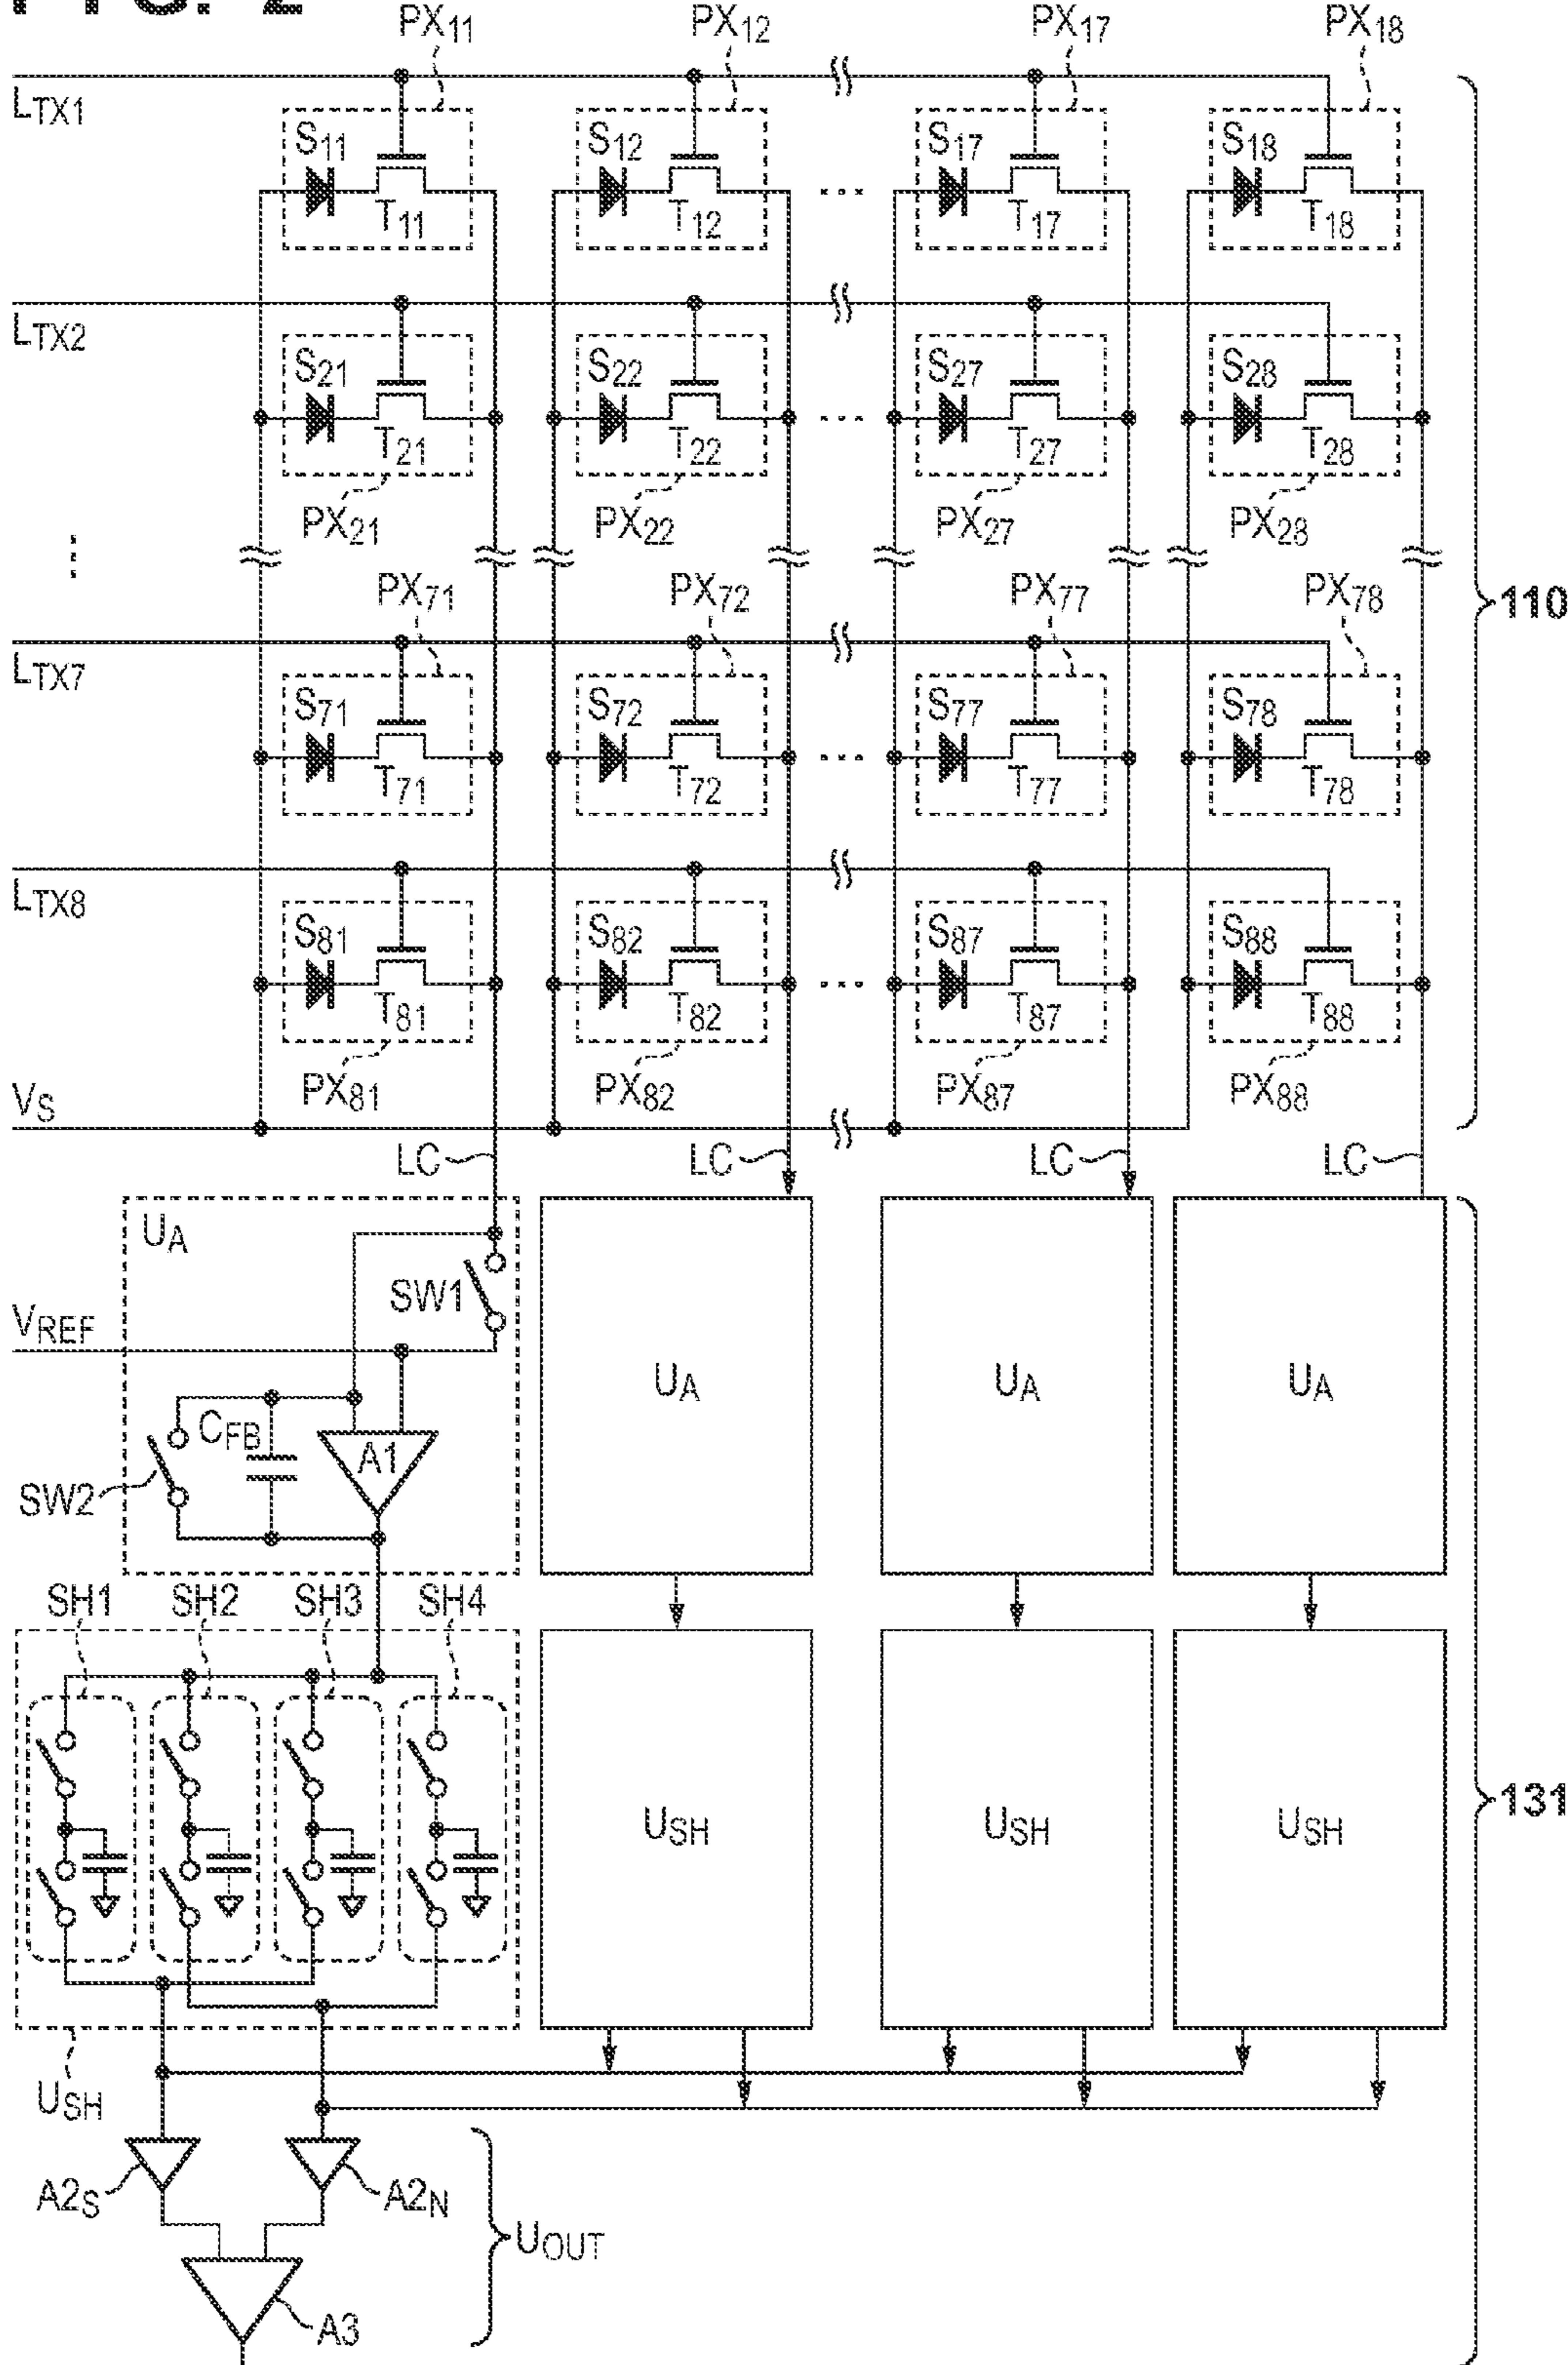 FIG. 2
PX11 PX12 PX17 PX18
LTX1
S11 S12 S17 S18
T11 T12 ... T17 T18
LTX2
S21 S22 S27 S28
T21 T22 ... T27 T28
PX21 PX22 PX27 PX28
⋮
PX71 PX72 PX77 PX78
110
LTX7
S71 S72 S77 S78
T71 T72 ... T77 T78
LTX8
S81 S82 S87 S88
T81 T82 ... T87 T88
PX81 PX82 PX87 PX88
VS
LC LC LC LC
UA
SW1
VREF
UA UA UA
CFB A1
SW2
SH1 SH2 SH3 SH4
131
USH USH USH
USH
A2S A2N
UOUT
A3